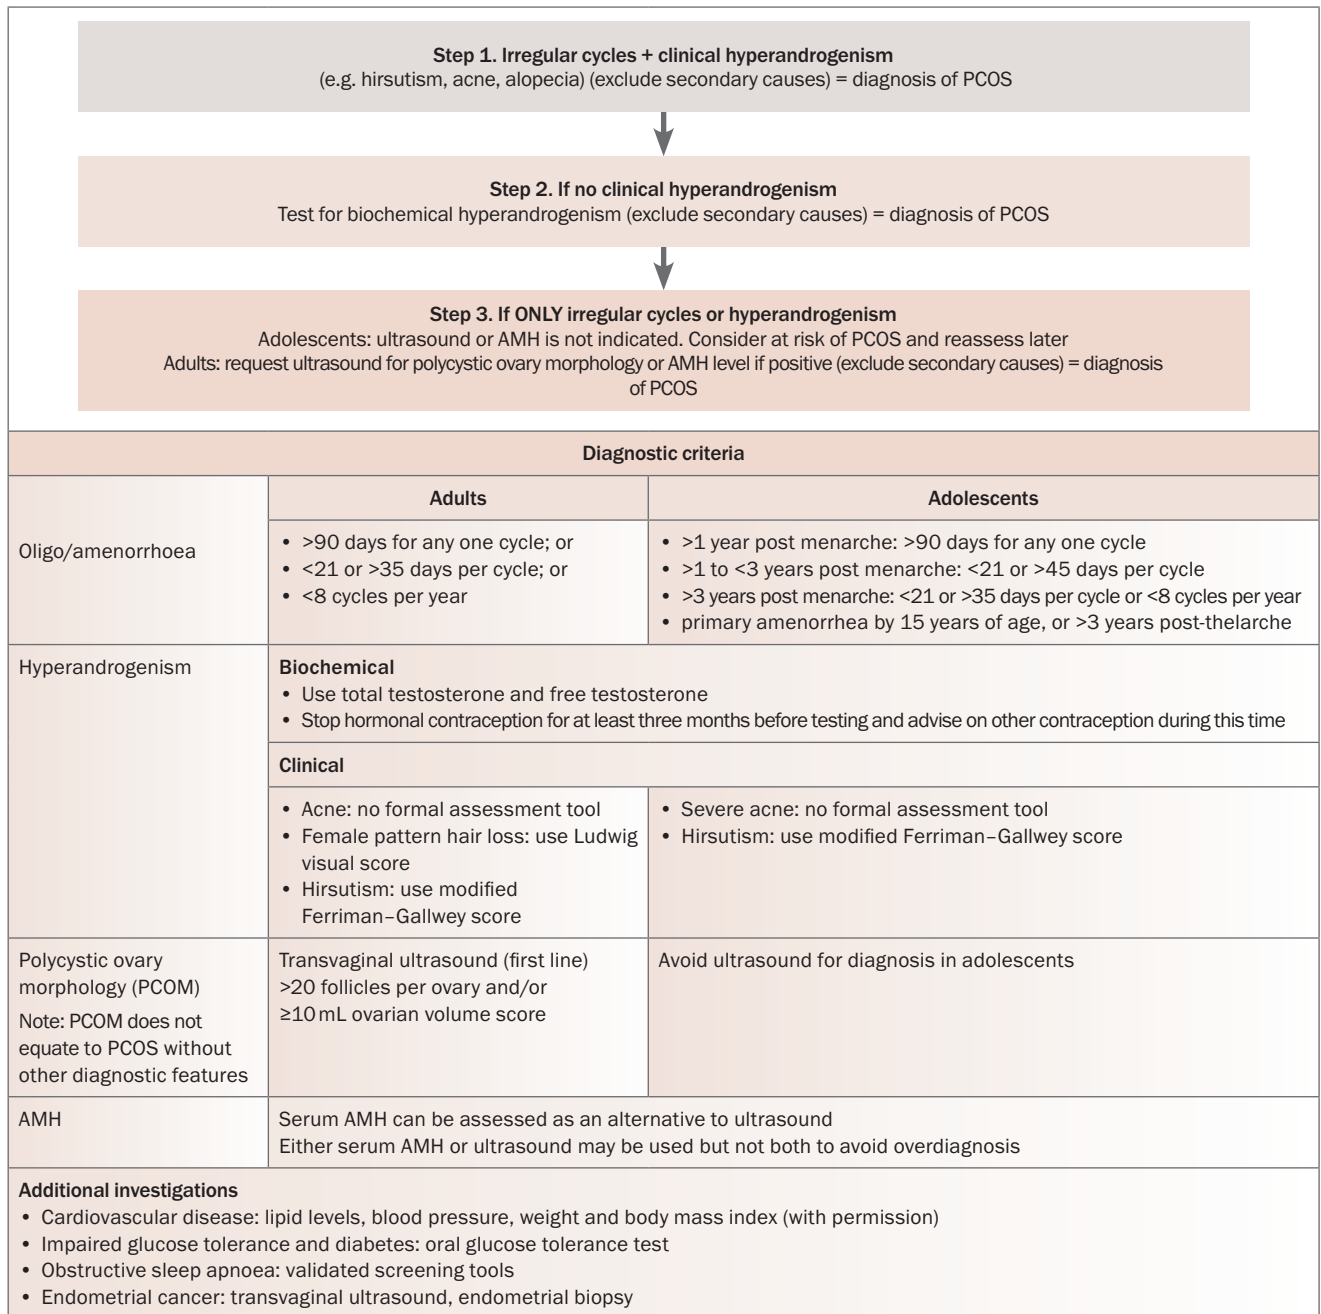 Step 1. Irregular cycles + clinical hyperandrogenism
(e.g. hirsutism, acne, alopecia) (exclude secondary causes) = diagnosis of PCOS
Step 2. If no clinical hyperandrogenism
Test for biochemical hyperandrogenism (exclude secondary causes) = diagnosis of PCOS
Step 3. If ONLY irregular cycles or hyperandrogenism
Adolescents: ultrasound or AMH is not indicated. Consider at risk of PCOS and reassess later
Adults: request ultrasound for polycystic ovary morphology or AMH level if positive (exclude secondary causes) = diagnosis
of PCOS
Diagnostic criteria
Oligo/amenorrhoea
Adults
• >90 days for any one cycle; or
• <21 or >35 days per cycle; or
• <8 cycles per year
Adolescents
• >1 year post menarche: >90 days for any one cycle
• >1 to <3 years post menarche: <21 or >45 days per cycle
• >3 years post menarche: <21 or >35 days per cycle or <8 cycles per year
• primary amenorrhea by 15 years of age, or >3 years post-thelarche
Hyperandrogenism
Biochemical
• Use total testosterone and free testosterone
• Stop hormonal contraception for at least three months before testing and advise on other contraception during this time
Clinical
• Acne: no formal assessment tool
• Female pattern hair loss: use Ludwig
visual score
• Hirsutism: use modified
Ferriman–Gallwey score
• Severe acne: no formal assessment tool
• Hirsutism: use modified Ferriman–Gallwey score
Polycystic ovary
morphology (PCOM)
Note: PCOM does not
equate to PCOS without
other diagnostic features
Transvaginal ultrasound (first line)
>20 follicles per ovary and/or
≥10 mL ovarian volume score
Avoid ultrasound for diagnosis in adolescents
AMH
Serum AMH can be assessed as an alternative to ultrasound
Either serum AMH or ultrasound may be used but not both to avoid overdiagnosis
Additional investigations
• Cardiovascular disease: lipid levels, blood pressure, weight and body mass index (with permission)
• Impaired glucose tolerance and diabetes: oral glucose tolerance test
• Obstructive sleep apnoea: validated screening tools
• Endometrial cancer: transvaginal ultrasound, endometrial biopsy